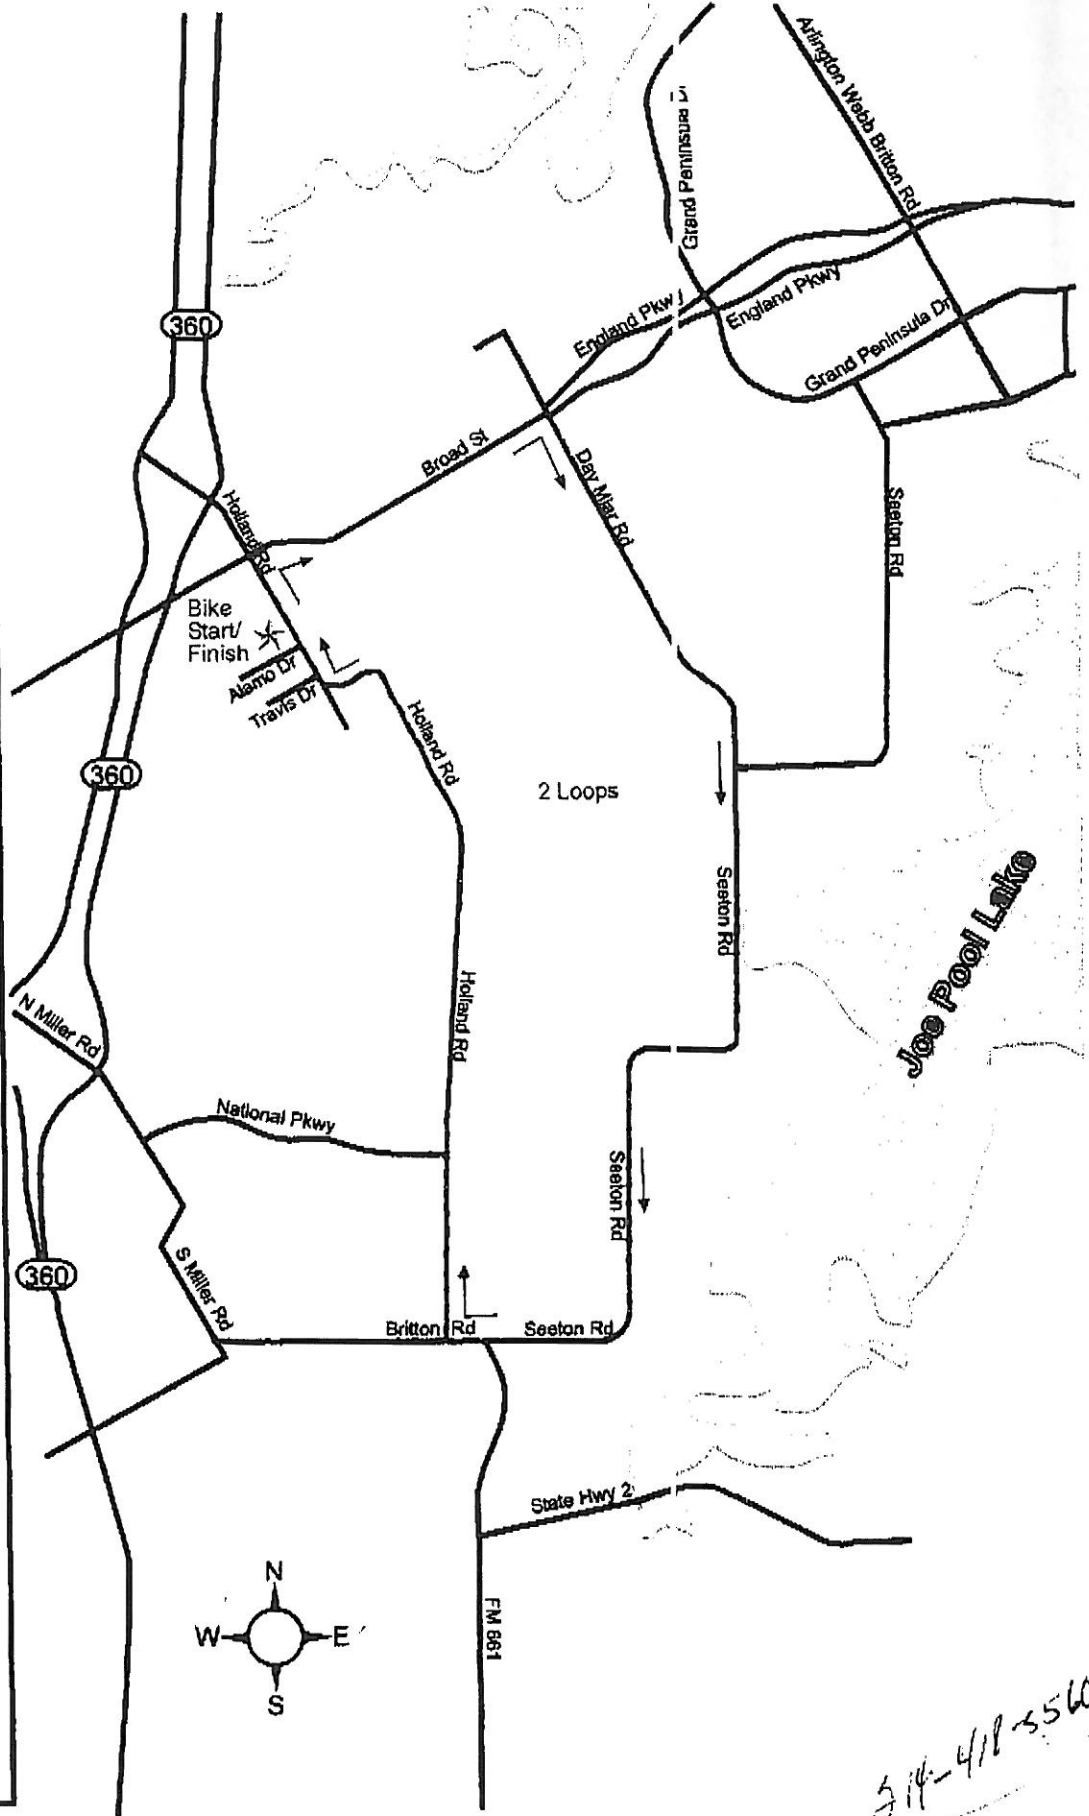 Arlington Webb Britton Rd
Grand Peninsula D
England Pkw
England Pkwy
Grand Peninsula Dr
360
Broad St
Day Miar Rd
Holland Rd
Seeton Rd
Bike
Start/
Finish
Alamo Dr
Travis Dr
Holland Rd
360
2 Loops
Seeton Rd
Joe Pool Lake
N Miller Rd
Holland Rd
National Pkwy
Seeton Rd
360
S Miller Rd
Britton Rd
Seeton Rd
State Hwy 2
N
W
E
S
FM 661